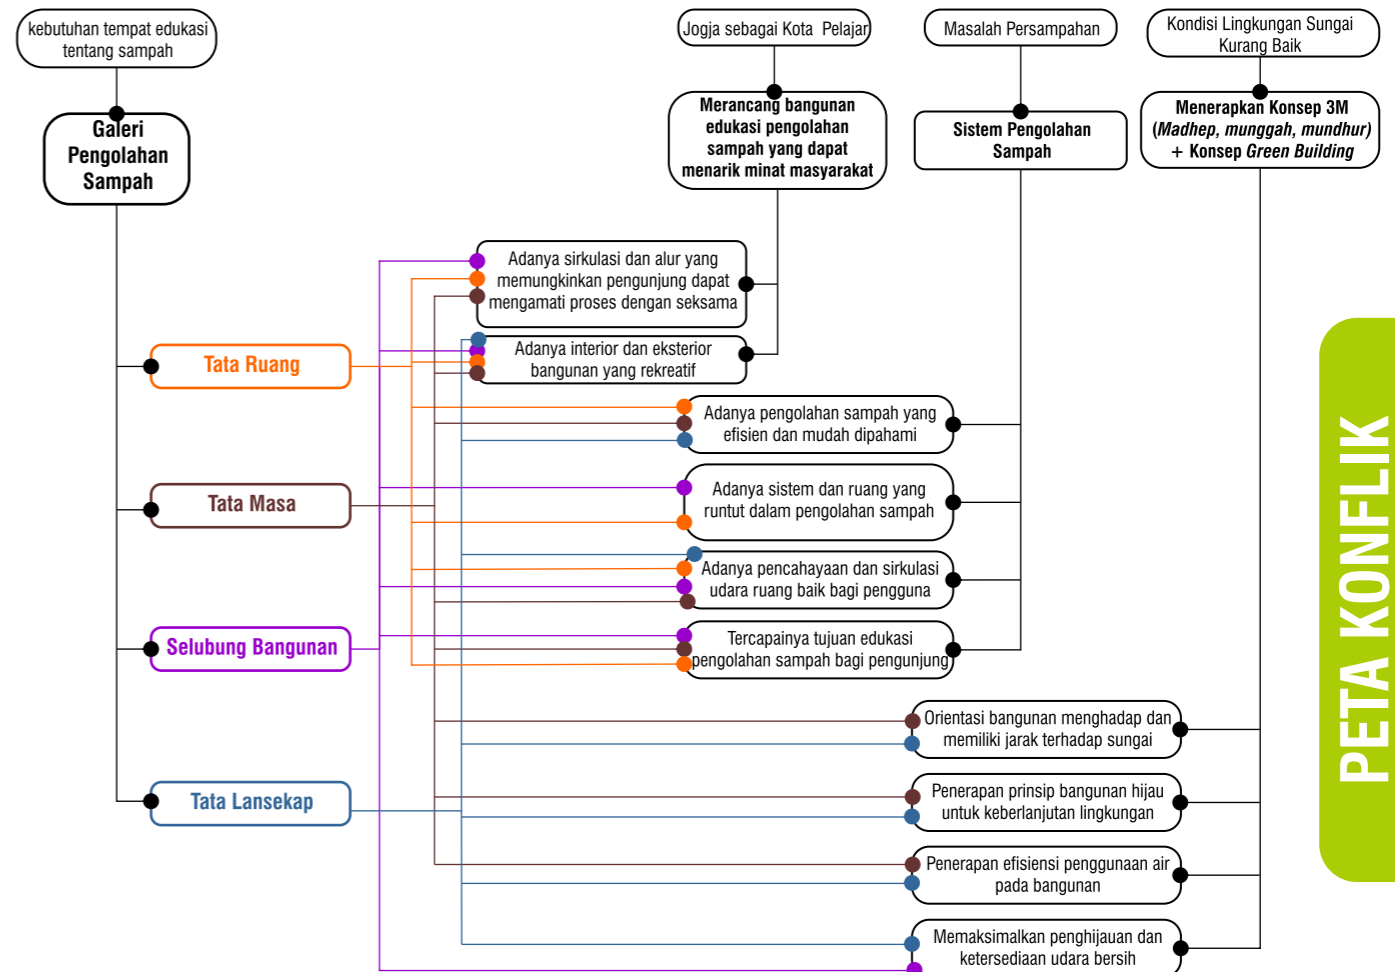 kebutuhan tempat edukasi
tentang sampah
Jogja sebagai Kota Pelajar
Masalah Persampahan
Kondisi Lingkungan Sungai
Kurang Baik
Galeri
Pengolahan
Sampah
Merancang bangunan
edukasi pengolahan
sampah yang dapat
menarik minat masyarakat
Sistem Pengolahan
Sampah
Menerapkan Konsep 3M
(Madhep, munggah, mundhur)
+ Konsep Green Building
Adanya sirkulasi dan alur yang
memungkinkan pengunjung dapat
mengamati proses dengan seksama
Adanya interior dan eksterior
bangunan yang rekreatif
Tata Ruang
Adanya pengolahan sampah yang
efisien dan mudah dipahami
Tata Masa
Adanya sistem dan ruang yang
runtut dalam pengolahan sampah
Adanya pencahayaan dan sirkulasi
udara ruang baik bagi pengguna
Selubung Bangunan
Tercapainya tujuan edukasi
pengolahan sampah bagi pengunjung
Orientasi bangunan menghadap dan
memiliki jarak terhadap sungai
Tata Lansekap
Penerapan prinsip bangunan hijau
untuk keberlanjutan lingkungan
Penerapan efisiensi penggunaan air
pada bangunan
Memaksimalkan penghijauan dan
ketersediaan udara bersih
PETA KONFLIK